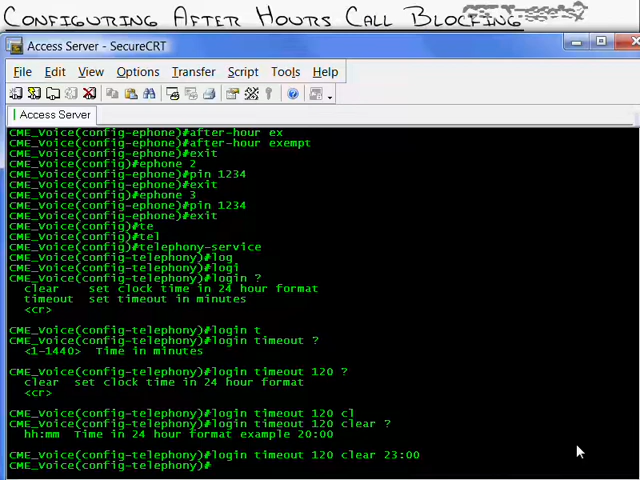 Configuring After Hours Call Blocking
Access Server - SecureCRT
File Edit View Options Transfer Script Tools Help
Access Server
CME_Voice(config-ephone)#after-hour ex
CME_Voice(config-ephone)#after-hour exempt
CME_Voice(config-ephone)#exit
CME_Voice(config)#ephone 2
CME_Voice(config-ephone)#pin 1234
CME_Voice(config-ephone)#exit
CME_Voice(config)#ephone 3
CME_Voice(config-ephone)#pin 1234
CME_Voice(config-ephone)#exit
CME_Voice(config)#te
CME_Voice(config)#tel
CME_Voice(config)#telephony-service
CME_Voice(config-telephony)#log
CME_Voice(config-telephony)#logi
CME_Voice(config-telephony)#login ?
clear set clock time in 24 hour format
timeout set timeout in minutes
<cr>
CME_Voice(config-telephony)#login t
CME_Voice(config-telephony)#login timeout ?
<1-1440> Time in minutes
CME_Voice(config-telephony)#login timeout 120 ?
clear set clock time in 24 hour format
<cr>
CME_Voice(config-telephony)#login timeout 120 cl
CME_Voice(config-telephony)#login timeout 120 clear ?
hh:mm Time in 24 hour format example 20:00
CME_Voice(config-telephony)#login timeout 120 clear 23:00
CME_Voice(config-telephony)#